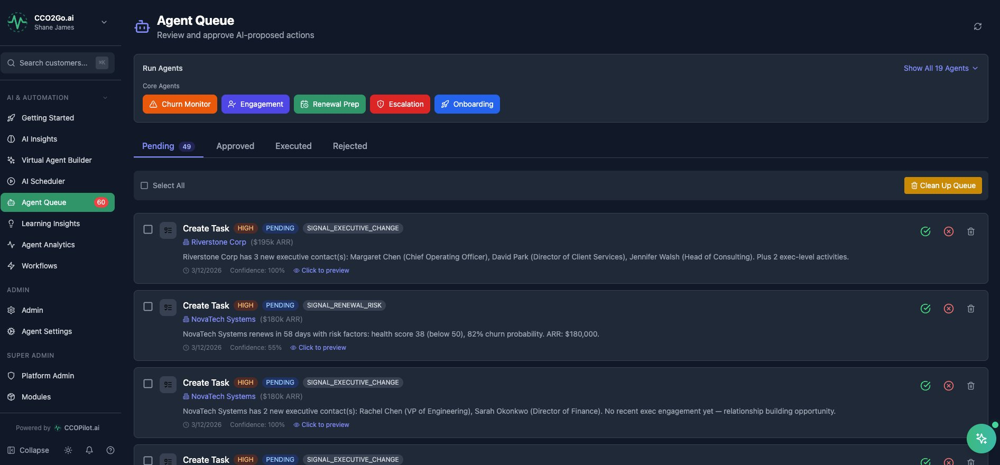 CCO2Go.ai
Shane James
Search customers...
⌘K
AI & AUTOMATION
Getting Started
AI Insights
Virtual Agent Builder
AI Scheduler
Agent Queue 60
Learning Insights
Agent Analytics
Workflows
ADMIN
Admin
Agent Settings
SUPER ADMIN
Platform Admin
Modules
Powered by CCOPilot.ai
Collapse
Agent Queue
Review and approve AI-proposed actions
Run Agents
Show All 19 Agents
Core Agents
Churn Monitor Engagement Renewal Prep Escalation Onboarding
Pending 49 Approved Executed Rejected
Select All
Clean Up Queue
Create Task HIGH PENDING SIGNAL_EXECUTIVE_CHANGE
Riverstone Corp ($195k ARR)
Riverstone Corp has 3 new executive contact(s): Margaret Chen (Chief Operating Officer), David Park (Director of Client Services), Jennifer Walsh (Head of Consulting). Plus 2 exec-level activities.
3/12/2026 Confidence: 100% Click to preview
Create Task HIGH PENDING SIGNAL_RENEWAL_RISK
NovaTech Systems ($180k ARR)
NovaTech Systems renews in 58 days with risk factors: health score 38 (below 50), 82% churn probability. ARR: $180,000.
3/12/2026 Confidence: 55% Click to preview
Create Task HIGH PENDING SIGNAL_EXECUTIVE_CHANGE
NovaTech Systems ($180k ARR)
NovaTech Systems has 2 new executive contact(s): Rachel Chen (VP of Engineering), Sarah Okonkwo (Director of Finance). No recent exec engagement yet — relationship building opportunity.
3/12/2026 Confidence: 100% Click to preview
Create Task HIGH PENDING SIGNAL_EXECUTIVE_CHANGE